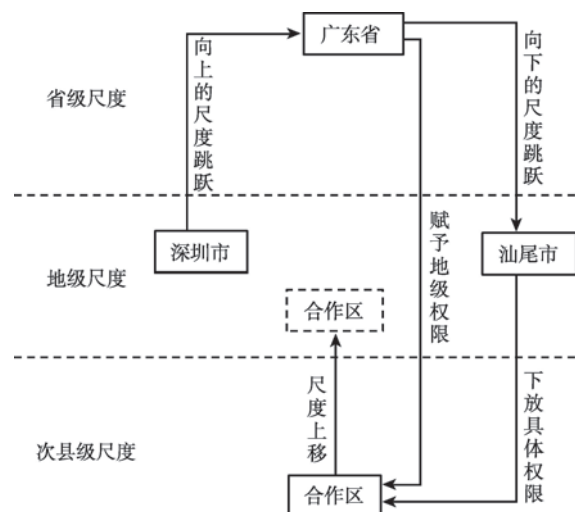 广东省
向上的尺度跳跃
向下的尺度跳跃
省级尺度
深圳市
汕尾市
地级尺度
赋予地级权限
合作区
尺度上移
下放具体权限
次县级尺度
合作区